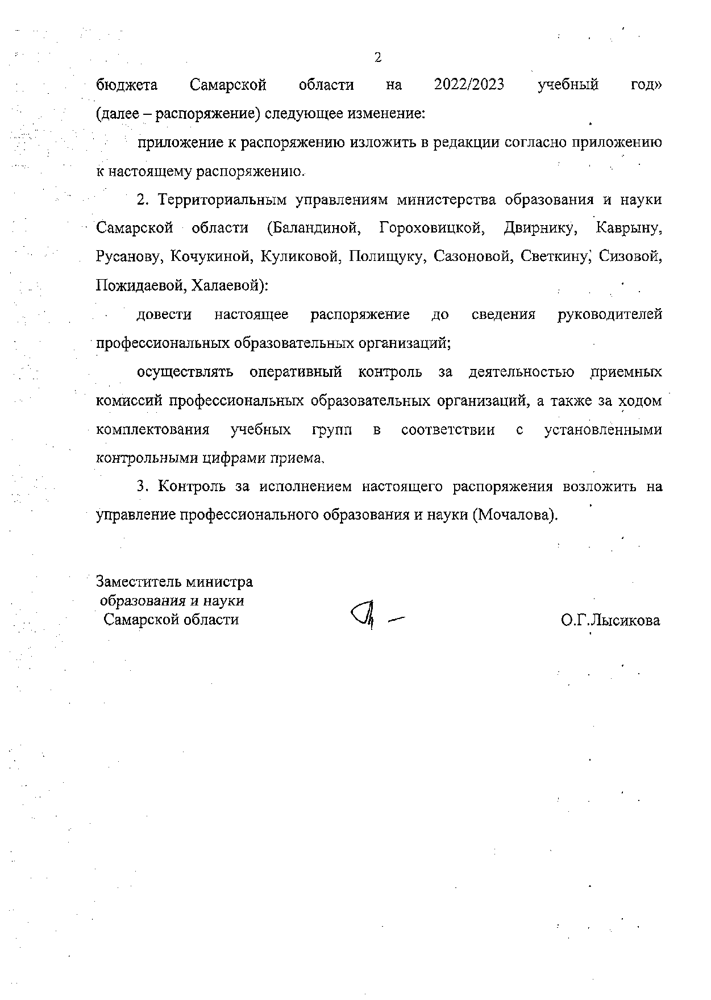 2
бюджета Самарской области на 2022/2023 учебный год»
(далее – распоряжение) следующее изменение:
приложение к распоряжению изложить в редакции согласно приложению
к настоящему распоряжению.
2. Территориальным управлениям министерства образования и науки
Самарской области (Баландиной, Гороховицкой, Двирнику, Каврыну,
Русанову, Кочукиной, Куликовой, Полищуку, Сазоновой, Светкину, Сизовой,
Пожидаевой, Халаевой):
довести настоящее распоряжение до сведения руководителей
профессиональных образовательных организаций;
осуществлять оперативный контроль за деятельностью приемных
комиссий профессиональных образовательных организаций, а также за ходом
комплектования учебных групп в соответствии с установленными
контрольными цифрами приема.
3. Контроль за исполнением настоящего распоряжения возложить на
управление профессионального образования и науки (Мочалова).
Заместитель министра
образования и науки
Самарской области О.Г.Лысикова